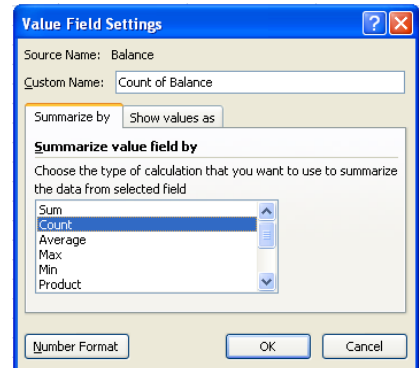 Value Field Settings
Source Name: Balance
Custom Name: Count of Balance
Summarize by Show values as
Summarize value field by
Choose the type of calculation that you want to use to summarize
the data from selected field
Sum
Count
Average
Max
Min
Product
Number Format OK Cancel